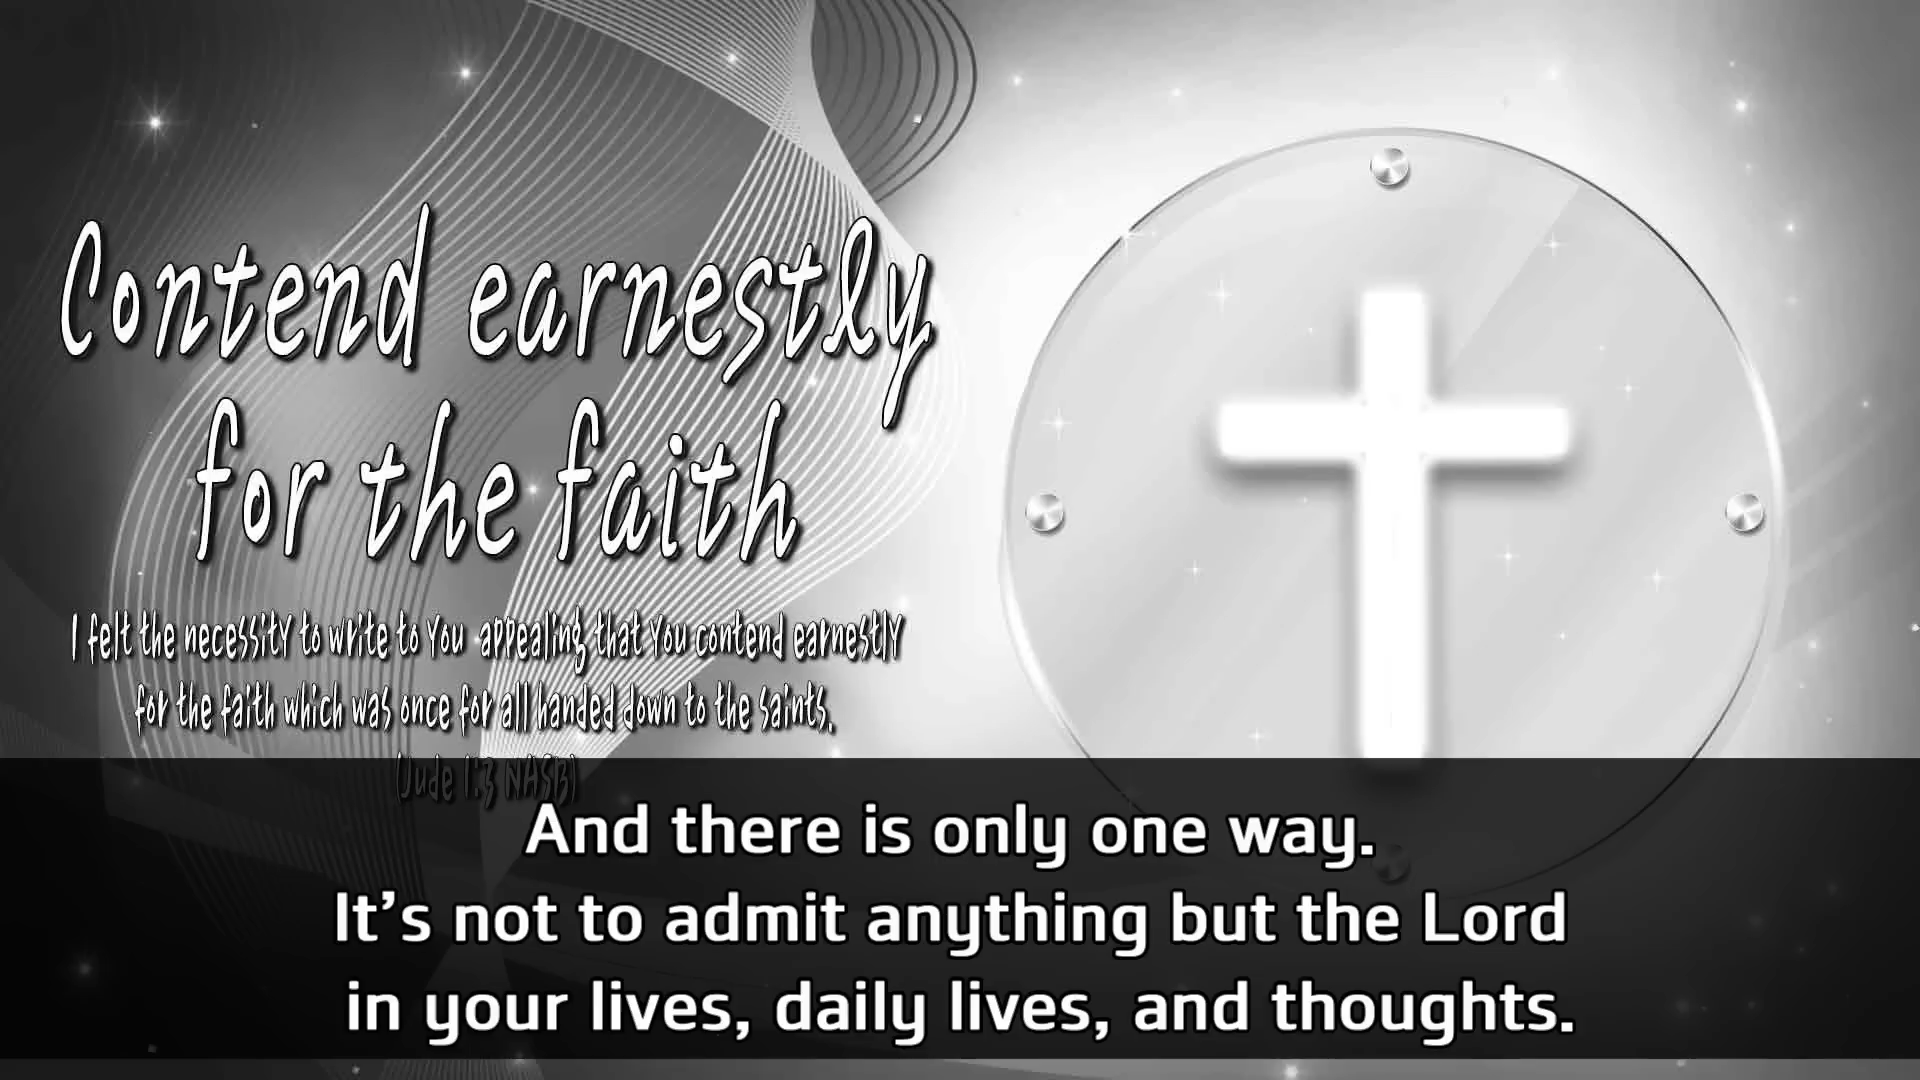 Contend earnestly
for the faith
I felt the necessity to write to you appealing that you contend earnestly
for the faith which was once for all handed down to the saints.
(Jude 1:3 NASB)
And there is only one way.
It’s not to admit anything but the Lord
in your lives, daily lives, and thoughts.